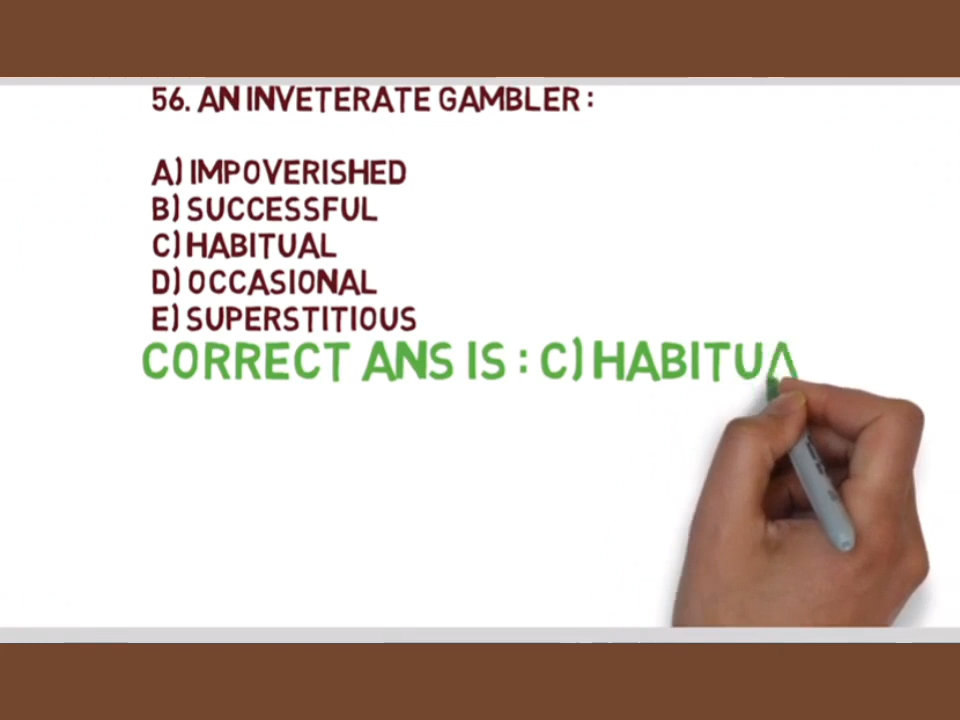 56. AN INVETERATE GAMBLER :
A) IMPOVERISHED
B) SUCCESSFUL
C) HABITUAL
D) OCCASIONAL
E) SUPERSTITIOUS
CORRECT ANS IS : C) HABITUA